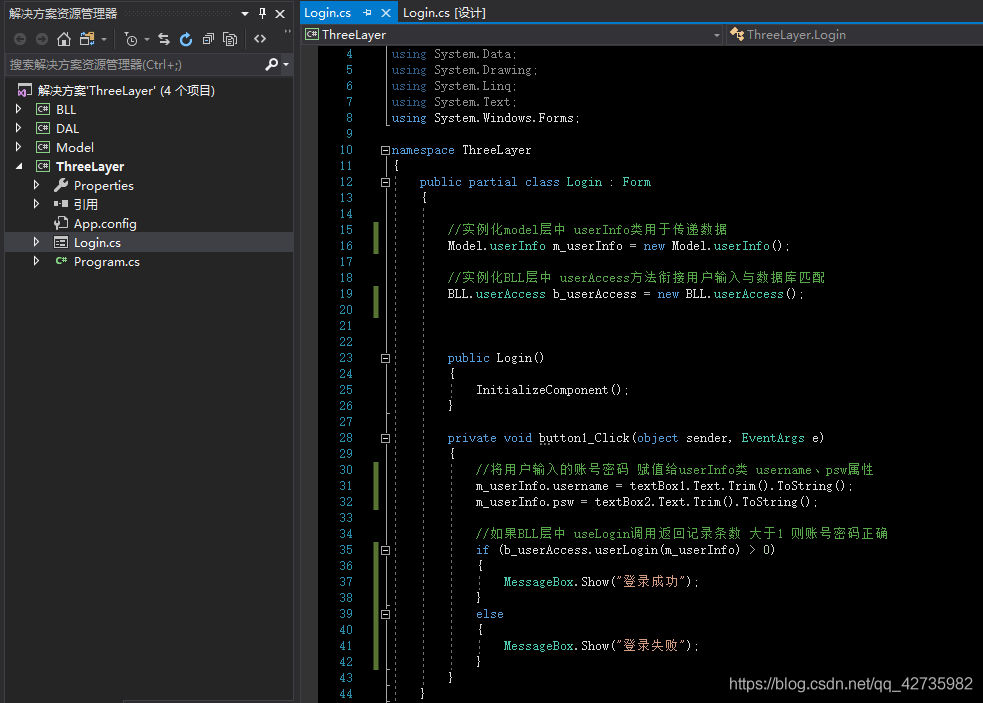 解决方案资源管理器
搜索解决方案资源管理器(Ctrl+;)
解决方案'ThreeLayer' (4 个项目)
BLL
DAL
Model
ThreeLayer
Properties
引用
App.config
Login.cs
Program.cs
Login.cs Login.cs [设计]
ThreeLayer ThreeLayer.Login
4 using System.Data;
5 using System.Drawing;
6 using System.Linq;
7 using System.Text;
8 using System.Windows.Forms;
9
10 namespace ThreeLayer
11 {
12 public partial class Login : Form
13 {
14
15 //实例化model层中 userInfo类用于传递数据
16 Model.userInfo m_userInfo = new Model.userInfo();
17
18 //实例化BLL层中 userAccess方法衔接用户输入与数据库匹配
19 BLL.userAccess b_userAccess = new BLL.userAccess();
20
21
22
23 public Login()
24 {
25 InitializeComponent();
26 }
27
28 private void button1_Click(object sender, EventArgs e)
29 {
30 //将用户输入的账号密码 赋值给userInfo类 username、psw属性
31 m_userInfo.username = textBox1.Text.Trim().ToString();
32 m_userInfo.psw = textBox2.Text.Trim().ToString();
33
34 //如果BLL层中 useLogin调用返回记录条数 大于1 则账号密码正确
35 if (b_userAccess.userLogin(m_userInfo) > 0)
36 {
37 MessageBox.Show("登录成功");
38 }
39 else
40 {
41 MessageBox.Show("登录失败");
42 }
43 }
44 }
https://blog.csdn.net/qq_42735982